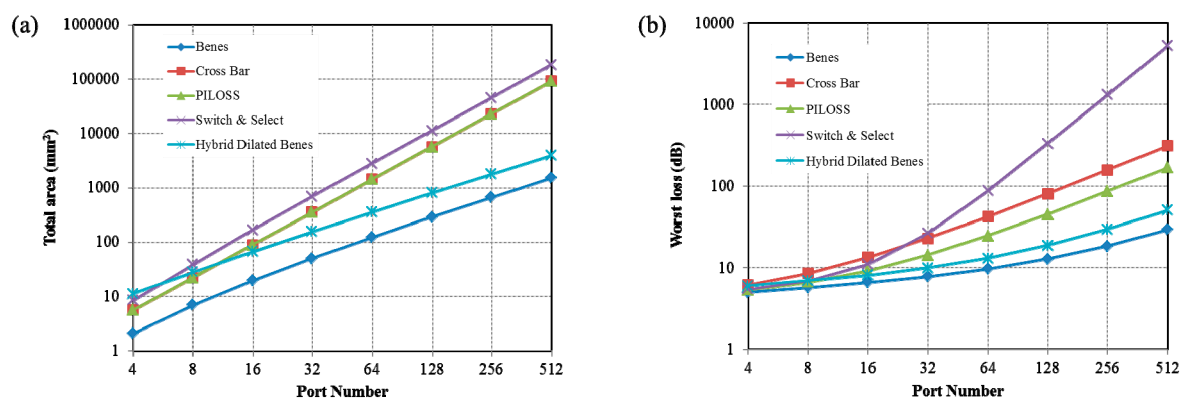 (a)
1000000
100000
10000
1000
100
10
1
Total area (mm²)
Benes
Cross Bar
PILOSS
Switch & Select
Hybrid Dilated Benes
4 8 16 32 64 128 256 512
Port Number
(b)
10000
1000
100
10
1
Worst loss (dB)
Benes
Cross Bar
PILOSS
Switch & Select
Hybrid Dilated Benes
4 8 16 32 64 128 256 512
Port Number